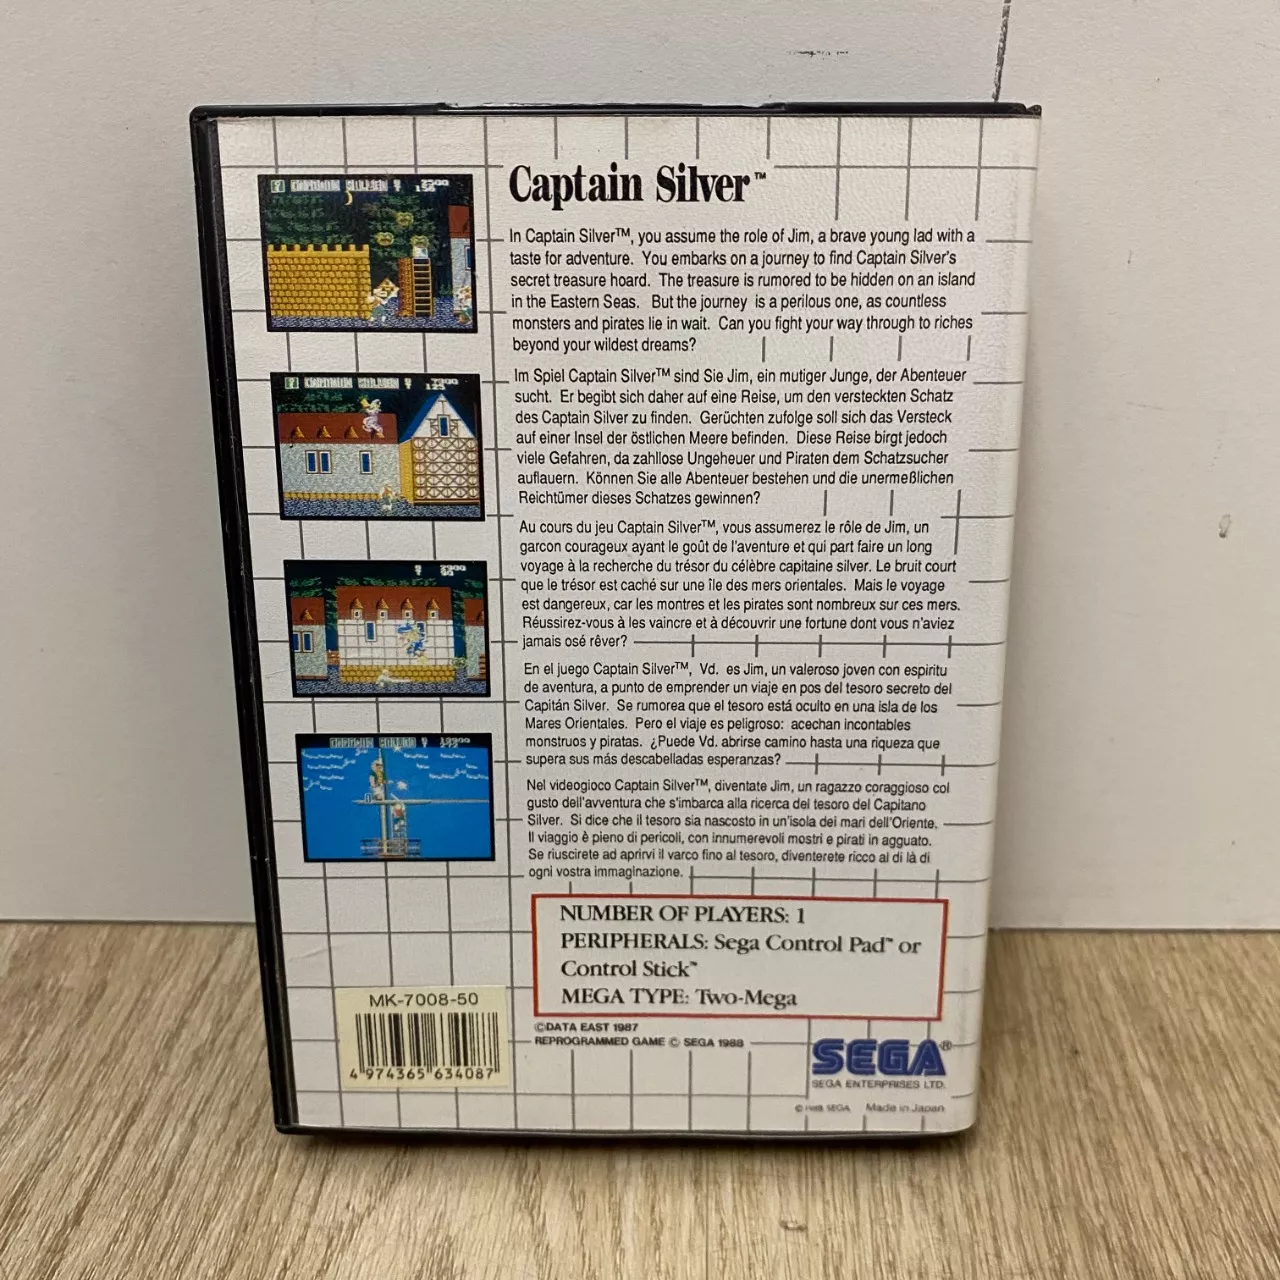 Captain Silver™
In Captain Silver™, you assume the role of Jim, a brave young lad with a
taste for adventure. You embarks on a journey to find Captain Silver's
secret treasure hoard. The treasure is rumored to be hidden on an island
in the Eastern Seas. But the journey is a perilous one, as countless
monsters and pirates lie in wait. Can you fight your way through to riches
beyond your wildest dreams?
Im Spiel Captain Silver™ sind Sie Jim, ein mutiger Junge, der Abenteuer
sucht. Er begibt sich daher auf eine Reise, um den versteckten Schatz
des Captain Silver zu finden. Gerüchten zufolge soll sich das Versteck
auf einer Insel der östlichen Meere befinden. Diese Reise birgt jedoch
viele Gefahren, da zahllose Ungeheuer und Piraten dem Schatzsucher
auflauern. Können Sie alle Abenteuer bestehen und die unermeßlichen
Reichtümer dieses Schatzes gewinnen?
Au cours du jeu Captain Silver™, vous assumerez le rôle de Jim, un
garcon courageux ayant le goût de l'aventure et qui part faire un long
voyage à la recherche du trésor du célèbre capitaine silver. Le bruit court
que le trésor est caché sur une île des mers orientales. Mais le voyage
est dangereux, car les montres et les pirates sont nombreux sur ces mers.
Réussirez-vous à les vaincre et à découvrir une fortune dont vous n'aviez
jamais osé rêver?
En el juego Captain Silver™, Vd. es Jim, un valeroso joven con espiritu
de aventura, a punto de emprender un viaje en pos del tesoro secreto del
Capitán Silver. Se rumorea que el tesoro está oculto en una isla de los
Mares Orientales. Pero el viaje es peligroso: acechan incontables
monstruos y piratas. ¿Puede Vd. abrirse camino hasta una riqueza que
supera sus más descabelladas esperanzas?
Nel videogioco Captain Silver™, diventate Jim, un ragazzo coraggioso col
gusto dell'avventura che s'imbarca alla ricerca del tesoro del Capitano
Silver. Si dice che il tesoro sia nascosto in un'isola dei mari dell'Oriente.
Il viaggio è pieno di pericoli, con innumerevoli mostri e pirati in agguato.
Se riuscirete ad aprirvi il varco fino al tesoro, diventerete ricco al di là di
ogni vostra immaginazione.
NUMBER OF PLAYERS: 1
PERIPHERALS: Sega Control Pad™ or
Control Stick™
MEGA TYPE: Two-Mega
MK-7008-50
4 974365 634087
©DATA EAST 1987
REPROGRAMMED GAME © SEGA 1988
SEGA®
SEGA ENTERPRISES LTD.
© 1988 SEGA Made in Japan